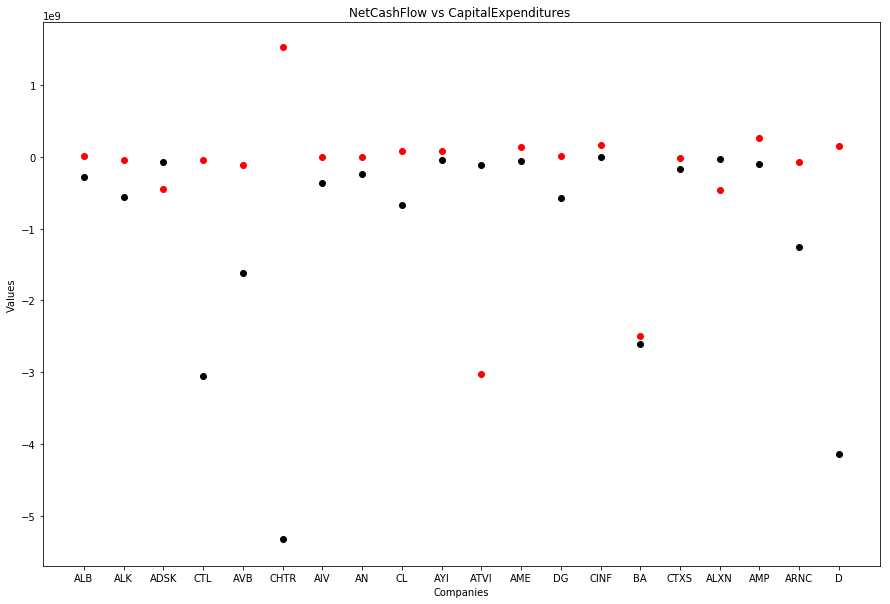 NetCashFlow vs CapitalExpenditures
1e9
1
0
−1
−2
−3
−4
−5
Values
ALB ALK ADSK CTL AVB CHTR AIV AN CL AYI ATVI AME DG CINF BA CTXS ALXN AMP ARNC D
Companies